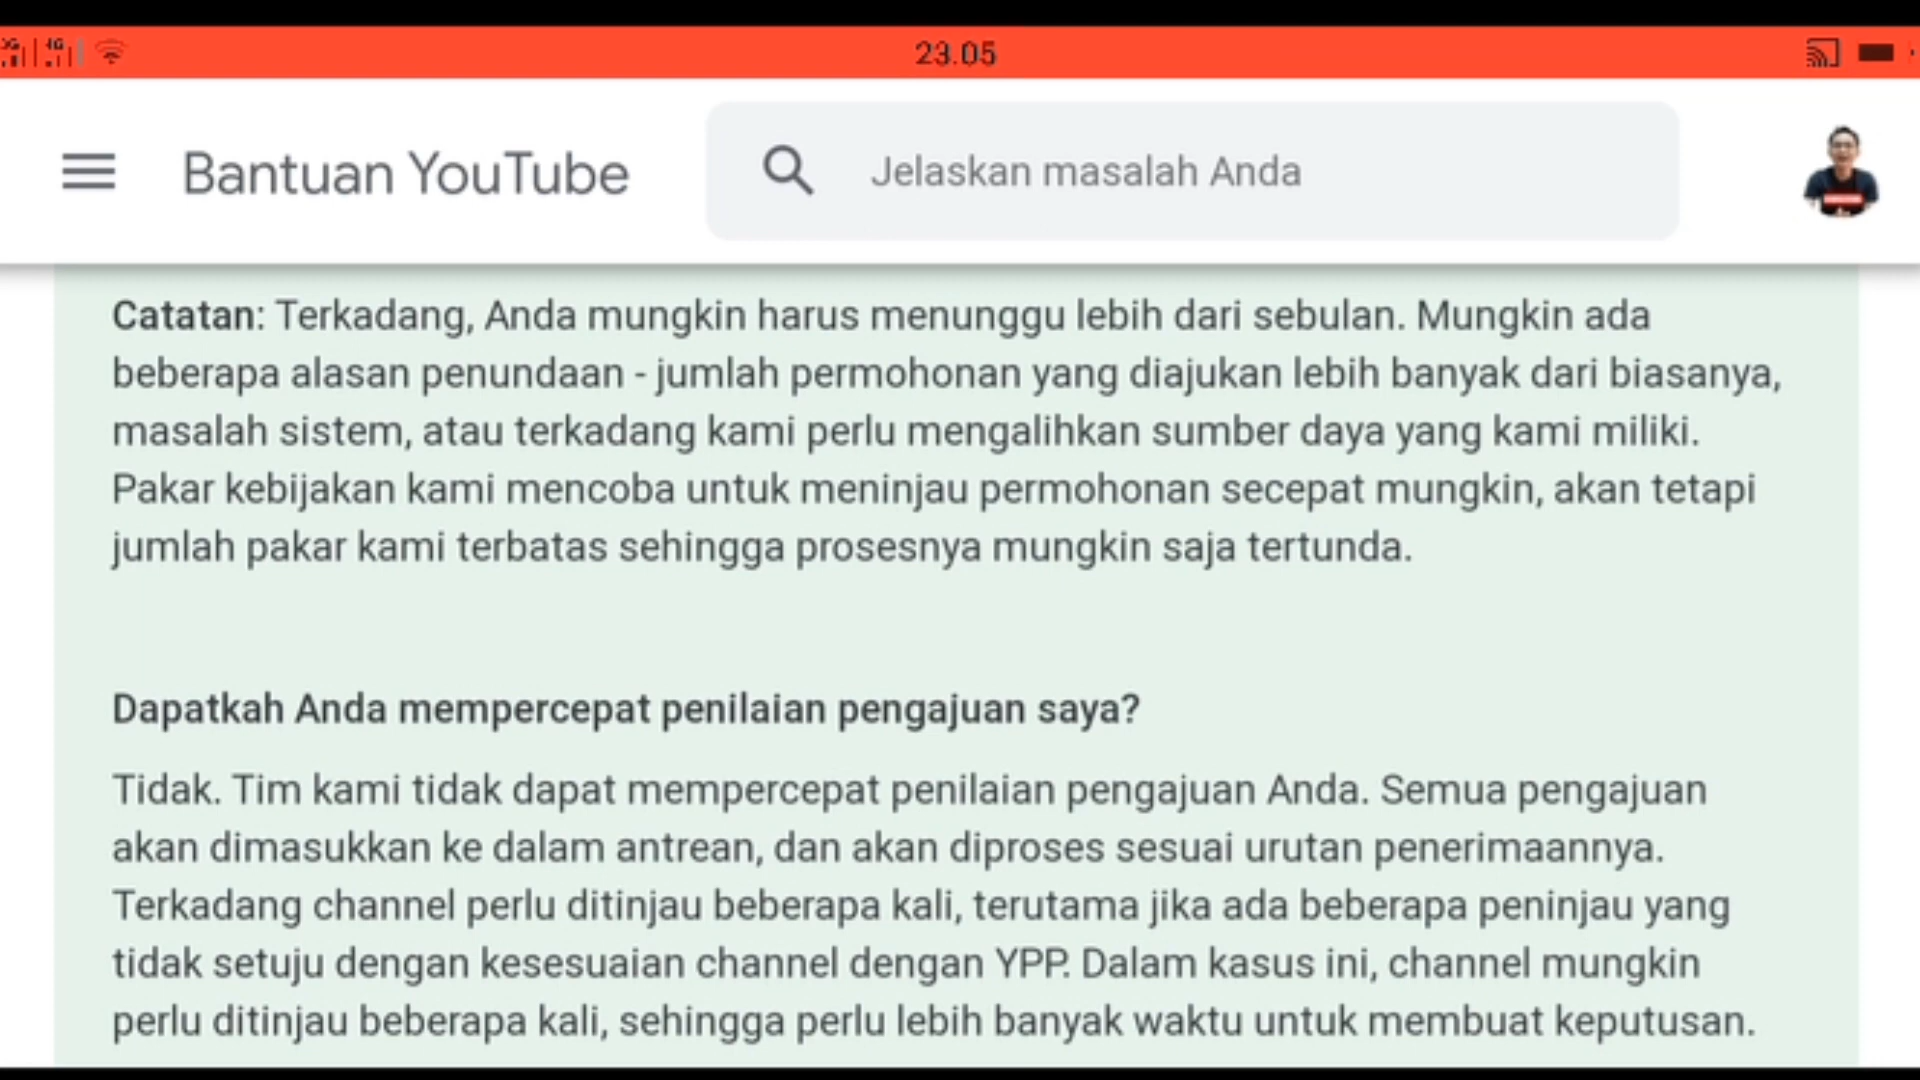 23.05
Bantuan YouTube
Jelaskan masalah Anda
Catatan: Terkadang, Anda mungkin harus menunggu lebih dari sebulan. Mungkin ada
beberapa alasan penundaan - jumlah permohonan yang diajukan lebih banyak dari biasanya,
masalah sistem, atau terkadang kami perlu mengalihkan sumber daya yang kami miliki.
Pakar kebijakan kami mencoba untuk meninjau permohonan secepat mungkin, akan tetapi
jumlah pakar kami terbatas sehingga prosesnya mungkin saja tertunda.
Dapatkah Anda mempercepat penilaian pengajuan saya?
Tidak. Tim kami tidak dapat mempercepat penilaian pengajuan Anda. Semua pengajuan
akan dimasukkan ke dalam antrean, dan akan diproses sesuai urutan penerimaannya.
Terkadang channel perlu ditinjau beberapa kali, terutama jika ada beberapa peninjau yang
tidak setuju dengan kesesuaian channel dengan YPP. Dalam kasus ini, channel mungkin
perlu ditinjau beberapa kali, sehingga perlu lebih banyak waktu untuk membuat keputusan.